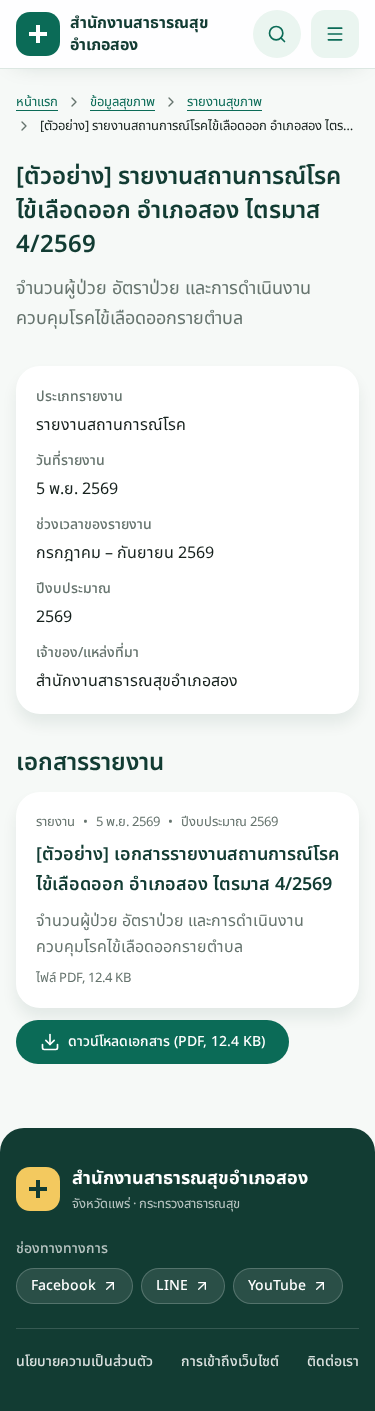 สำนักงานสาธารณสุข
อำเภอสอง
หน้าแรก > ข้อมูลสุขภาพ > รายงานสุขภาพ
> [ตัวอย่าง] รายงานสถานการณ์โรคไข้เลือดออก อำเภอสอง ไตร...
[ตัวอย่าง] รายงานสถานการณ์โรค
ไข้เลือดออก อำเภอสอง ไตรมาส
4/2569
จำนวนผู้ป่วย อัตราป่วย และการดำเนินงาน
ควบคุมโรคไข้เลือดออกรายตำบล
ประเภทรายงาน
รายงานสถานการณ์โรค
วันที่รายงาน
5 พ.ย. 2569
ช่วงเวลาของรายงาน
กรกฎาคม – กันยายน 2569
ปีงบประมาณ
2569
เจ้าของ/แหล่งที่มา
สำนักงานสาธารณสุขอำเภอสอง
เอกสารรายงาน
รายงาน • 5 พ.ย. 2569 • ปีงบประมาณ 2569
[ตัวอย่าง] เอกสารรายงานสถานการณ์โรค
ไข้เลือดออก อำเภอสอง ไตรมาส 4/2569
จำนวนผู้ป่วย อัตราป่วย และการดำเนินงาน
ควบคุมโรคไข้เลือดออกรายตำบล
ไฟล์ PDF, 12.4 KB
ดาวน์โหลดเอกสาร (PDF, 12.4 KB)
สำนักงานสาธารณสุขอำเภอสอง
จังหวัดแพร่ · กระทรวงสาธารณสุข
ช่องทางทางการ
Facebook LINE YouTube
นโยบายความเป็นส่วนตัว การเข้าถึงเว็บไซต์ ติดต่อเรา